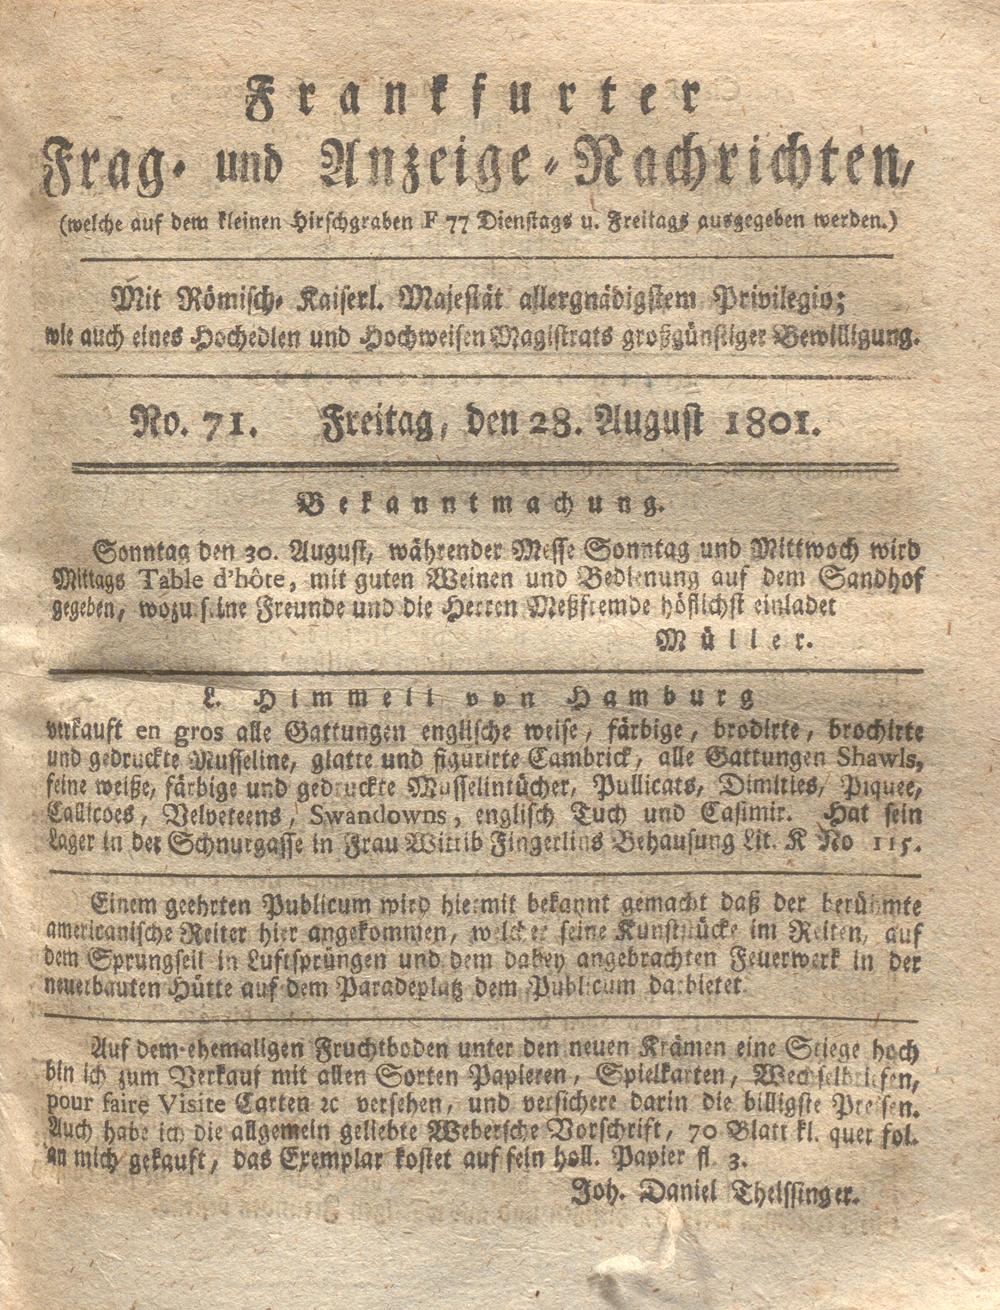 Frankfurter
Frag- und Anzeige-Nachrichten,
(welche auf dem kleinen Hirschgraben F 77 Dienstags u. Freitags ausgegeben werden.)
Mit Römisch- Kaiserl. Majestät allergnädigstem Privilegio;
wie auch eines Hochedlen und Hochweisen Magistrats großgünstiger Bewilligung.
No. 71. Freitag, den 28. August 1801.
Bekanntmachung.
Sonntag den 30. August, währender Messe Sonntag und Mittwoch wird
Mittags Table d'hôte, mit guten Weinen und Bedienung auf dem Sandhof
gegeben, wozu seine Freunde und die Herren Meßfremde höflichst einladet
Müller.
L. Himmell von Hamburg
verkauft en gros alle Gattungen englische weise, färbige, brodirte, brochirte
und gedruckte Musseline, glatte und figurirte Cambrick, alle Gattungen Shawls,
feine weiße, färbige und gedruckte Musselintücher, Pullicats, Dimities, Piquee,
Callicoes, Velveteens, Swandowns, englisch Tuch und Casimir. Hat sein
Lager in der Schnurgasse in Frau Wittib Fingerlins Behausung Lit. K No 115.
Einem geehrten Publicum wird hiermit bekannt gemacht daß der berühmte
americanische Reiter hier angekommen, welcher seine Kunststücke im Reiten, auf
dem Sprungseil in Luftsprüngen und dem dabey angebrachten Feuerwerk in der
neuerbauten Hütte auf dem Paradeplatz dem Publicum darbietet.
Auf dem ehemaligen Fruchtboden unter den neuen Krämen eine Stiege hoch
bin ich zum Verkauf mit allen Sorten Papieren, Spielkarten, Wechselbriefen,
pour faire Visite Carten ꝛc versehen, und versichere darin die billigste Preisen.
Auch habe ich die allgemein geliebte Webersche Vorschrift, 70 Blatt kl. quer fol.
an mich gekauft, das Exemplar kostet auf fein holl. Papier fl. 3.
Joh. Daniel Theissinger.